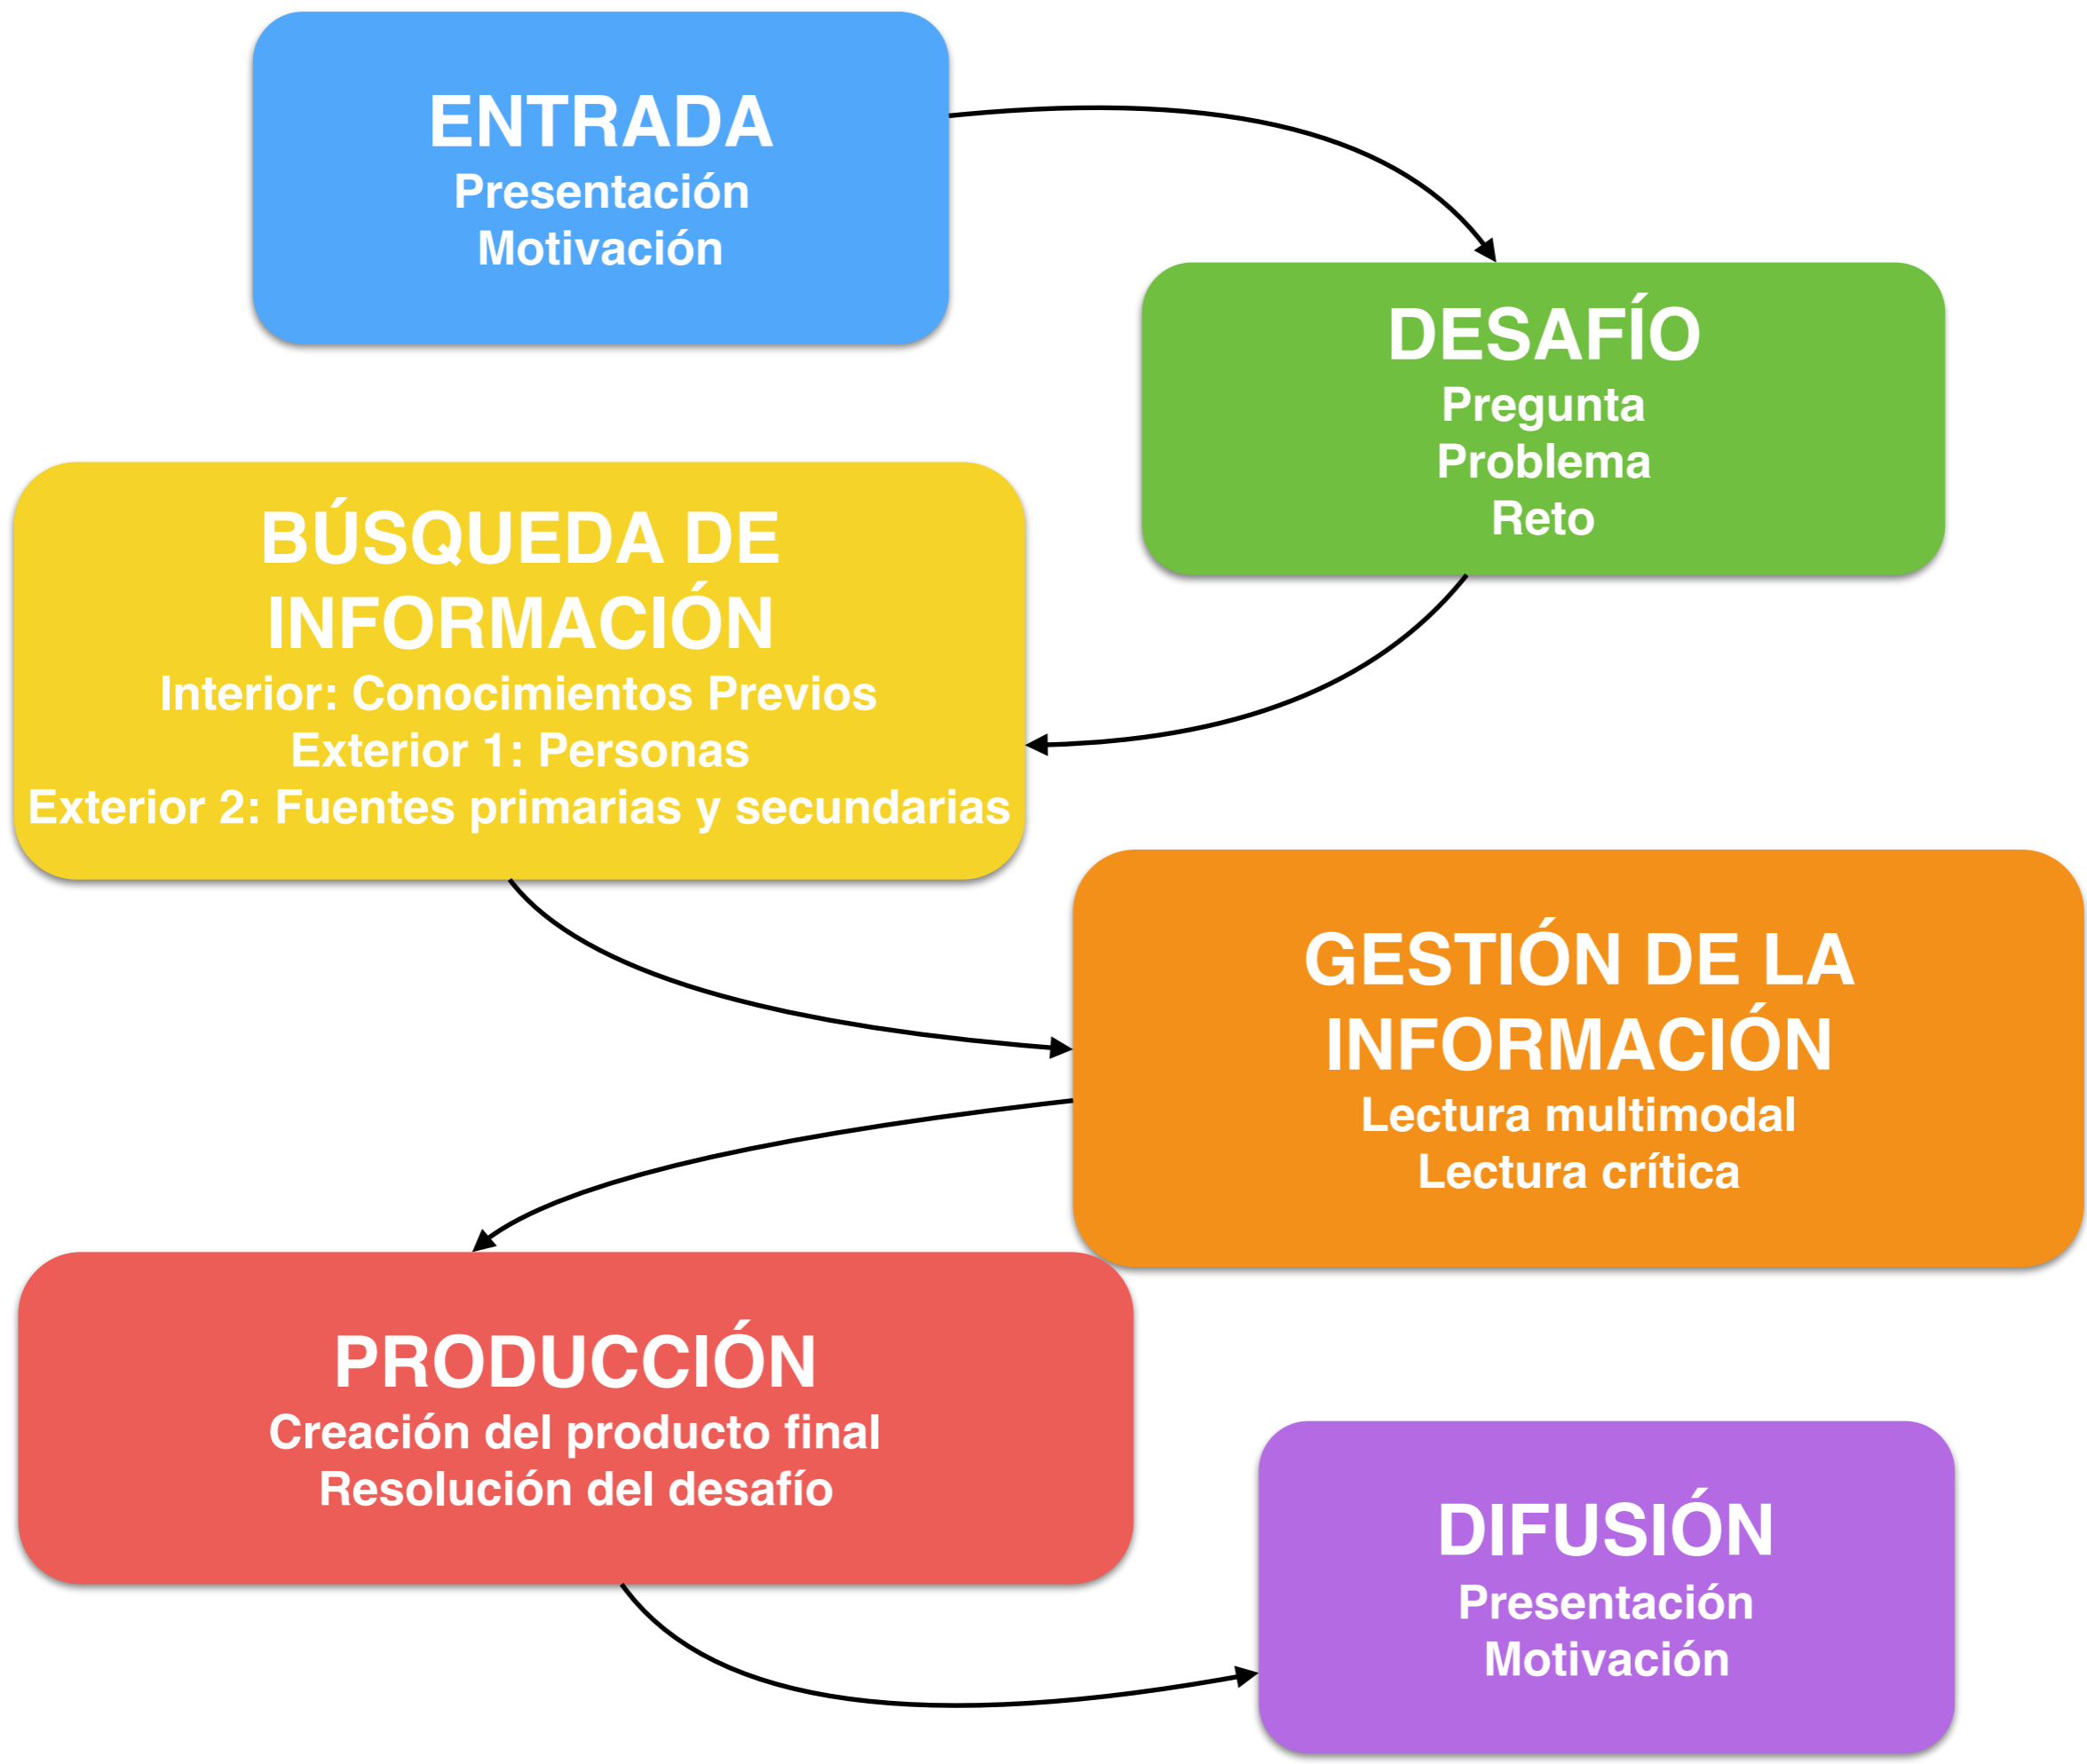 ENTRADA
Presentación
Motivación
DESAFÍO
Pregunta
Problema
Reto
BÚSQUEDA DE
INFORMACIÓN
Interior: Conocimientos Previos
Exterior 1: Personas
Exterior 2: Fuentes primarias y secundarias
GESTIÓN DE LA
INFORMACIÓN
Lectura multimodal
Lectura crítica
PRODUCCIÓN
Creación del producto final
Resolución del desafío
DIFUSIÓN
Presentación
Motivación